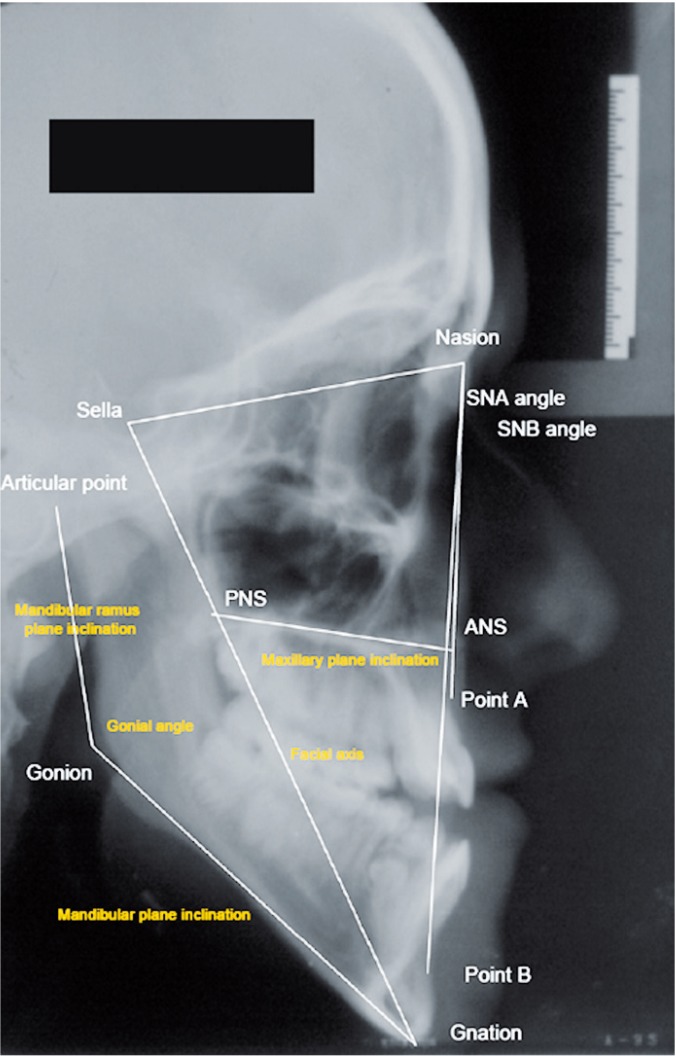 Nasion
SNA angle
Sella
SNB angle
Articular point
PNS
Mandibular ramus
plane inclination
ANS
Maxillary plane inclination
Point A
Gonial angle
Facial axis
Gonion
Mandibular plane inclination
Point B
Gnation
A-95